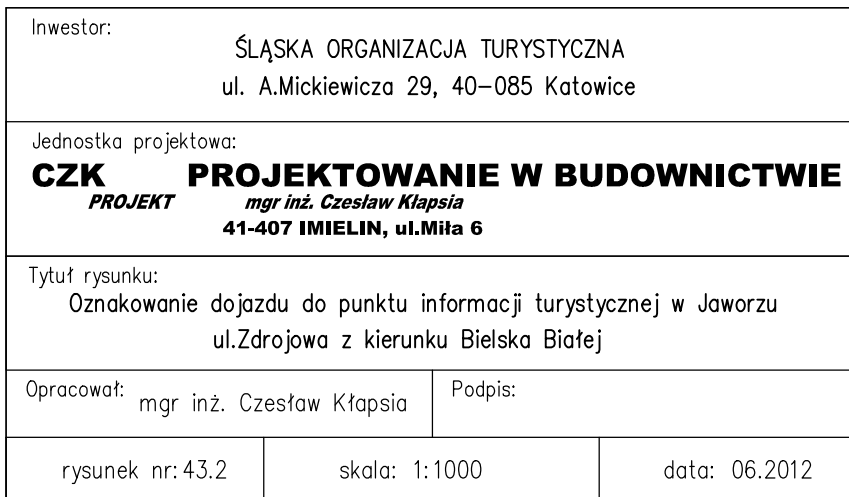 Inwestor:
ŚLĄSKA ORGANIZACJA TURYSTYCZNA
ul. A.Mickiewicza 29, 40-085 Katowice
Jednostka projektowa:
CZK PROJEKTOWANIE W BUDOWNICTWIE
PROJEKT mgr inż. Czesław Kłapsia
41-407 IMIELIN, ul.Miła 6
Tytuł rysunku:
Oznakowanie dojazdu do punktu informacji turystycznej w Jaworzu
ul.Zdrojowa z kierunku Bielska Białej
Opracował: mgr inż. Czesław Kłapsia Podpis:
rysunek nr: 43.2 skala: 1:1000 data: 06.2012